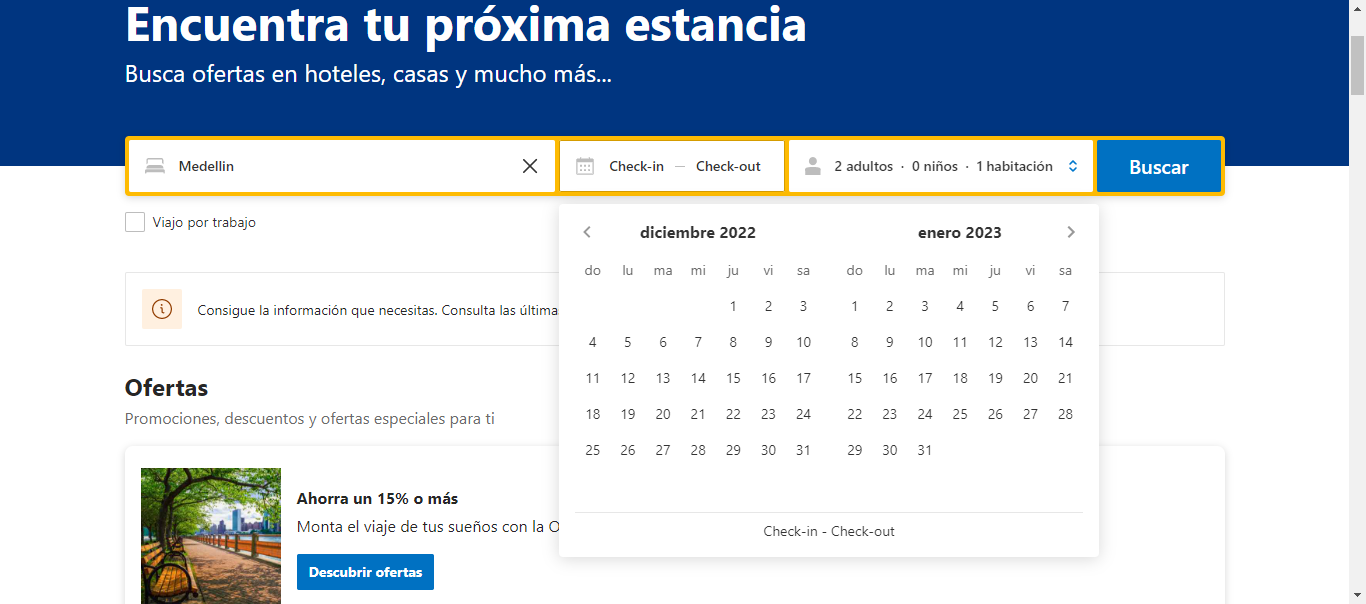 Encuentra tu próxima estancia
Busca ofertas en hoteles, casas y mucho más...
Medellin
Check-in — Check-out
2 adultos · 0 niños · 1 habitación
Buscar
Viajo por trabajo
diciembre 2022
do lu ma mi ju vi sa
1 2 3
4 5 6 7 8 9 10
11 12 13 14 15 16 17
18 19 20 21 22 23 24
25 26 27 28 29 30 31
enero 2023
do lu ma mi ju vi sa
1 2 3 4 5 6 7
8 9 10 11 12 13 14
15 16 17 18 19 20 21
22 23 24 25 26 27 28
29 30 31
Check-in - Check-out
Consigue la información que necesitas. Consulta las última
Ofertas
Promociones, descuentos y ofertas especiales para ti
Ahorra un 15% o más
Monta el viaje de tus sueños con la O
Descubrir ofertas